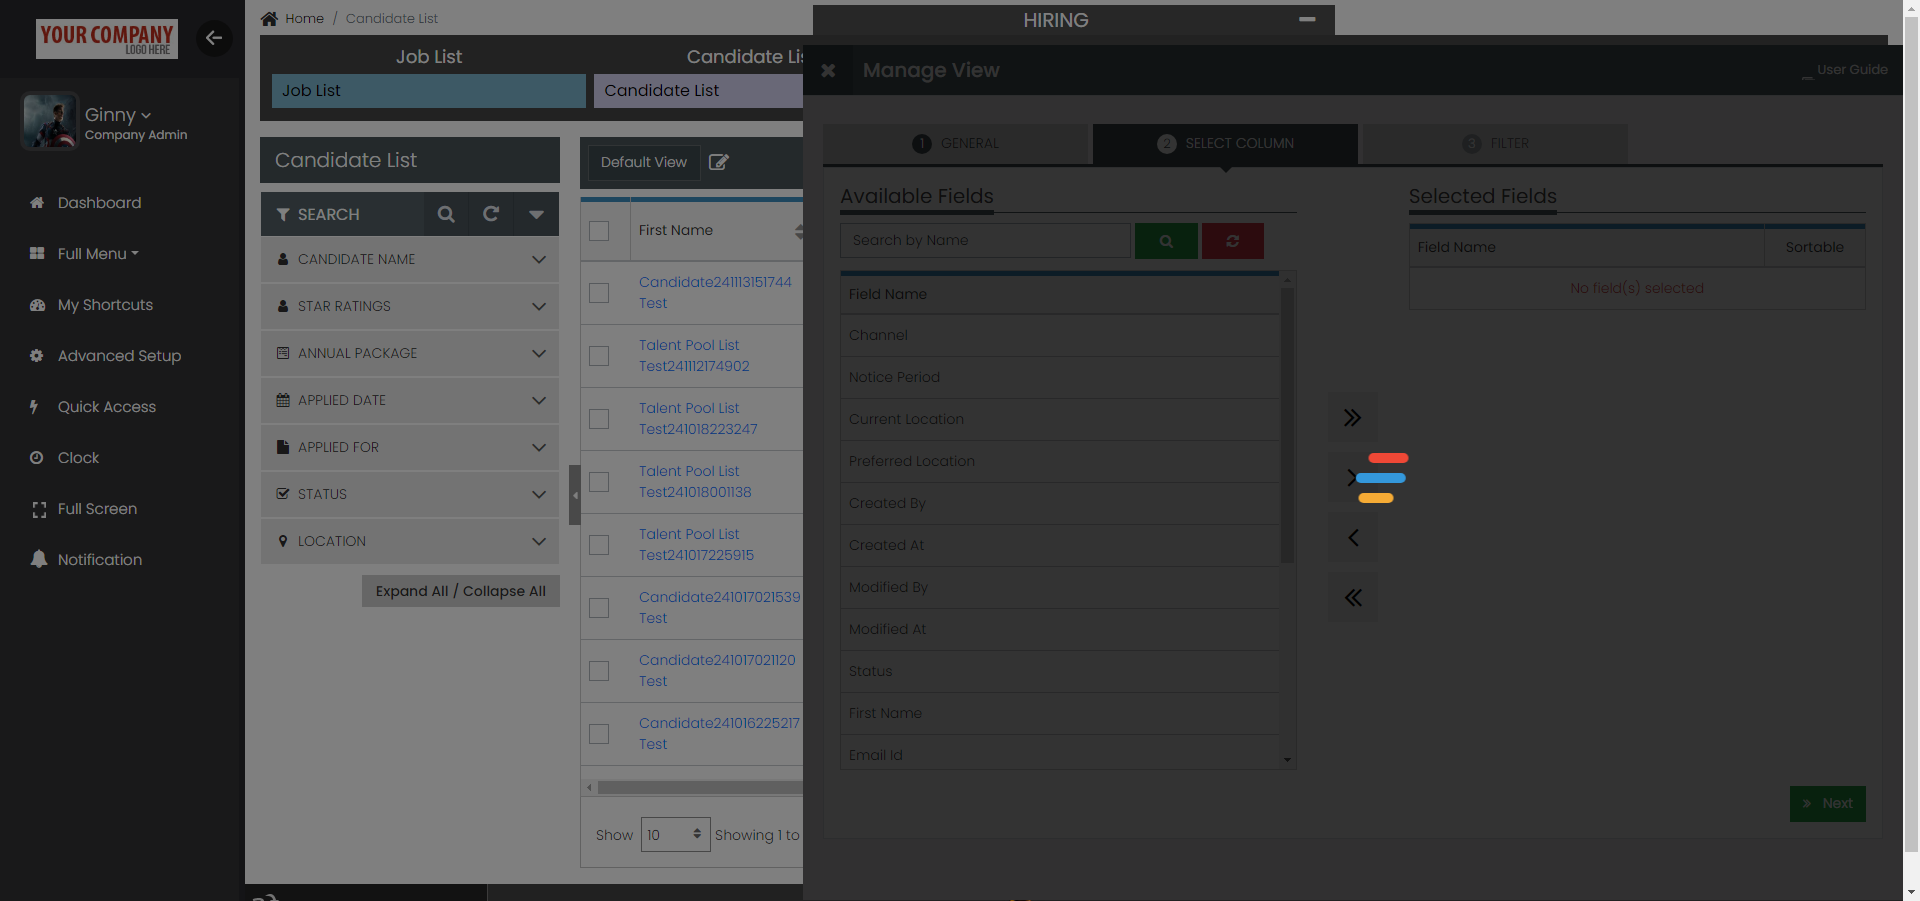 YOUR COMPANY
LOGO HERE
Ginny
Company Admin
Dashboard
Full Menu
My Shortcuts
Advanced Setup
Quick Access
Clock
Full Screen
Notification
Home / Candidate List
HIRING
Job List
Job List
Candidate Lis
Candidate List
Candidate List
SEARCH
CANDIDATE NAME
STAR RATINGS
ANNUAL PACKAGE
APPLIED DATE
APPLIED FOR
STATUS
LOCATION
Expand All / Collapse All
Default View
First Name
Candidate241113151744
Test
Talent Pool List
Test241112174902
Talent Pool List
Test241018223247
Talent Pool List
Test241018001138
Talent Pool List
Test241017225915
Candidate241017021539
Test
Candidate241017021120
Test
Candidate241016225217
Test
Show 10 Showing 1 to
Manage View
User Guide
1 GENERAL
2 SELECT COLUMN
3 FILTER
Available Fields
Search by Name
Field Name
Channel
Notice Period
Current Location
Preferred Location
Created By
Created At
Modified By
Modified At
Status
First Name
Email Id
Selected Fields
Field Name Sortable
No field(s) selected
Next